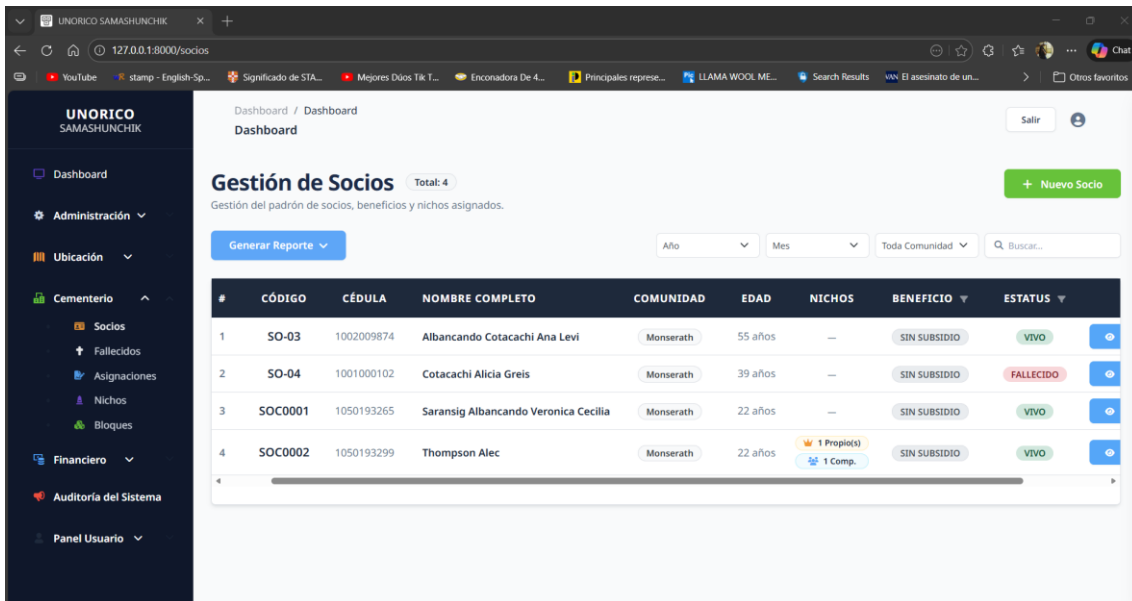 UNORICO SAMASHUNCHIK
127.0.0.1:8000/socios
Chat
YouTube
stamp - English-Sp...
Significado de STA...
Mejores Dúos Tik T...
Enconadora De 4...
Principales represe...
LLAMA WOOL ME...
Search Results
VAN El asesinato de un...
Otros favoritos
UNORICO
SAMASHUNCHIK
Dashboard / Dashboard
Dashboard
Salir
Dashboard
Administración
Ubicación
Cementerio
Socios
Fallecidos
Asignaciones
Nichos
Bloques
Financiero
Auditoría del Sistema
Panel Usuario
Gestión de Socios Total: 4
+ Nuevo Socio
Gestión del padrón de socios, beneficios y nichos asignados.
Generar Reporte
Año
Mes
Toda Comunidad
Buscar...
# CÓDIGO CÉDULA NOMBRE COMPLETO COMUNIDAD EDAD NICHOS BENEFICIO ESTATUS
1 SO-03 1002009874 Albancando Cotacachi Ana Levi Monserath 55 años — SIN SUBSIDIO VIVO
2 SO-04 1001000102 Cotacachi Alicia Greis Monserath 39 años — SIN SUBSIDIO FALLECIDO
3 SOC0001 1050193265 Saransig Albancando Veronica Cecilia Monserath 22 años — SIN SUBSIDIO VIVO
4 SOC0002 1050193299 Thompson Alec Monserath 22 años 1 Propio(s) 1 Comp. SIN SUBSIDIO VIVO